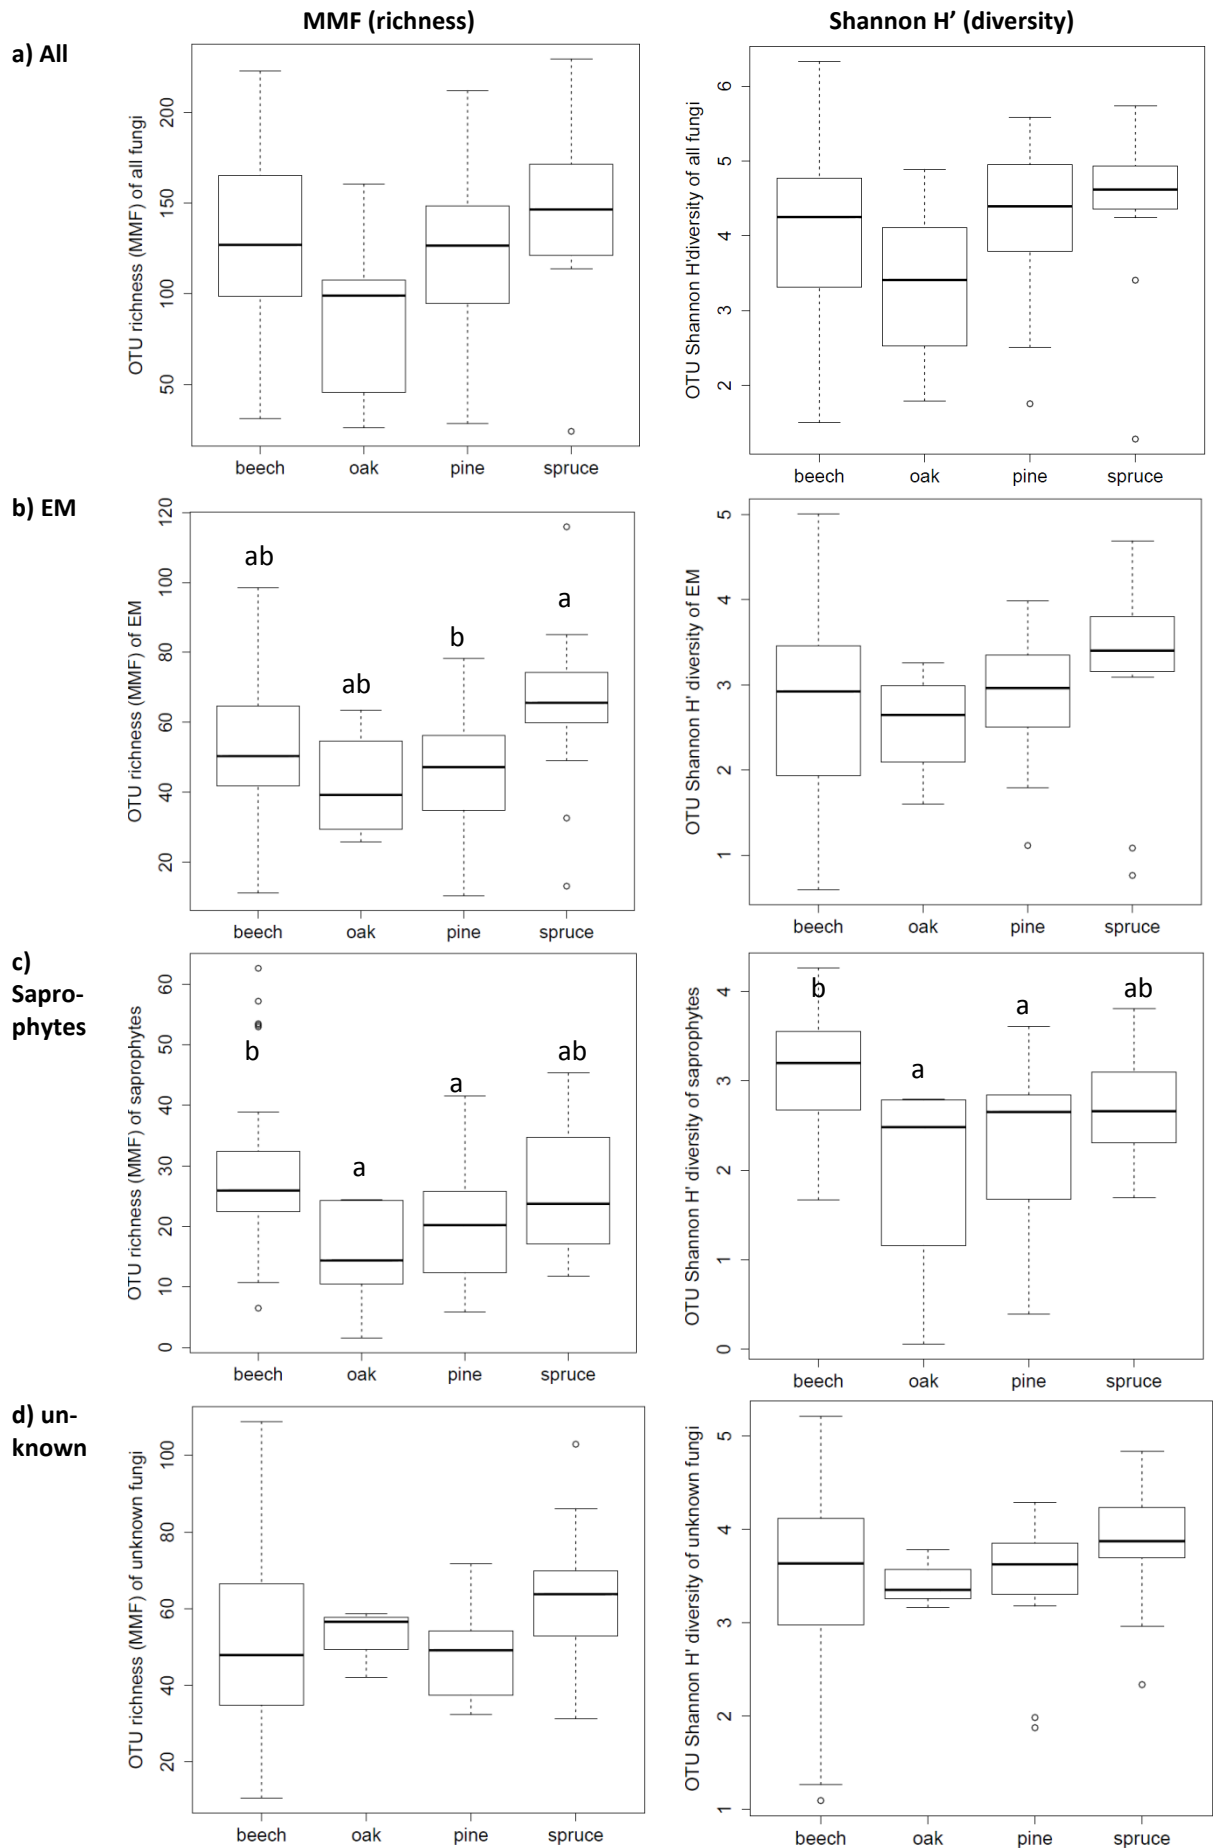 MMF (richness)
Shannon H’ (diversity)
a) All
OTU richness (MMF) of all fungi
50
100
150
200
beech
oak
pine
spruce
OTU Shannon H'diversity of all fungi
2
3
4
5
6
beech
oak
pine
spruce
b) EM
OTU richness (MMF) of EM
20
40
60
80
100
120
ab
ab
b
a
beech
oak
pine
spruce
OTU Shannon H' diversity of EM
1
2
3
4
5
beech
oak
pine
spruce
c)
Sapro-
phytes
OTU richness (MMF) of saprophytes
0
10
20
30
40
50
60
b
a
a
ab
beech
oak
pine
spruce
OTU Shannon H' diversity of saprophytes
0
1
2
3
4
b
a
a
ab
beech
oak
pine
spruce
d) un-
known
OTU richness (MMF) of unknown fungi
20
40
60
80
100
beech
oak
pine
spruce
OTU Shannon H' diversity of unknown fungi
1
2
3
4
5
beech
oak
pine
spruce